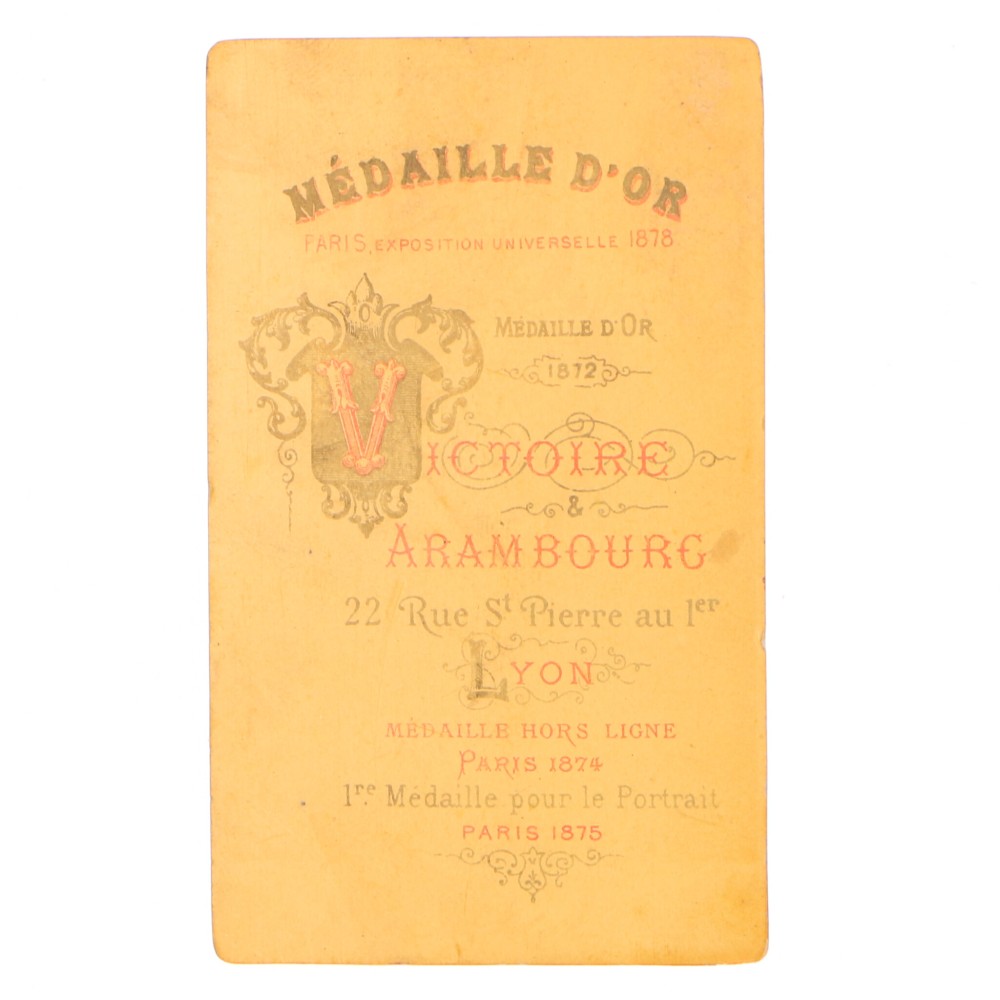 MÉDAILLE D'OR
PARIS, EXPOSITION UNIVERSELLE 1878
MÉDAILLE D'OR
1872
VICTOIRE
&
ARAMBOURG
22 Rue St Pierre au 1er
LYON
MÉDAILLE HORS LIGNE
PARIS 1874
1re Médaille pour le Portrait
PARIS 1875